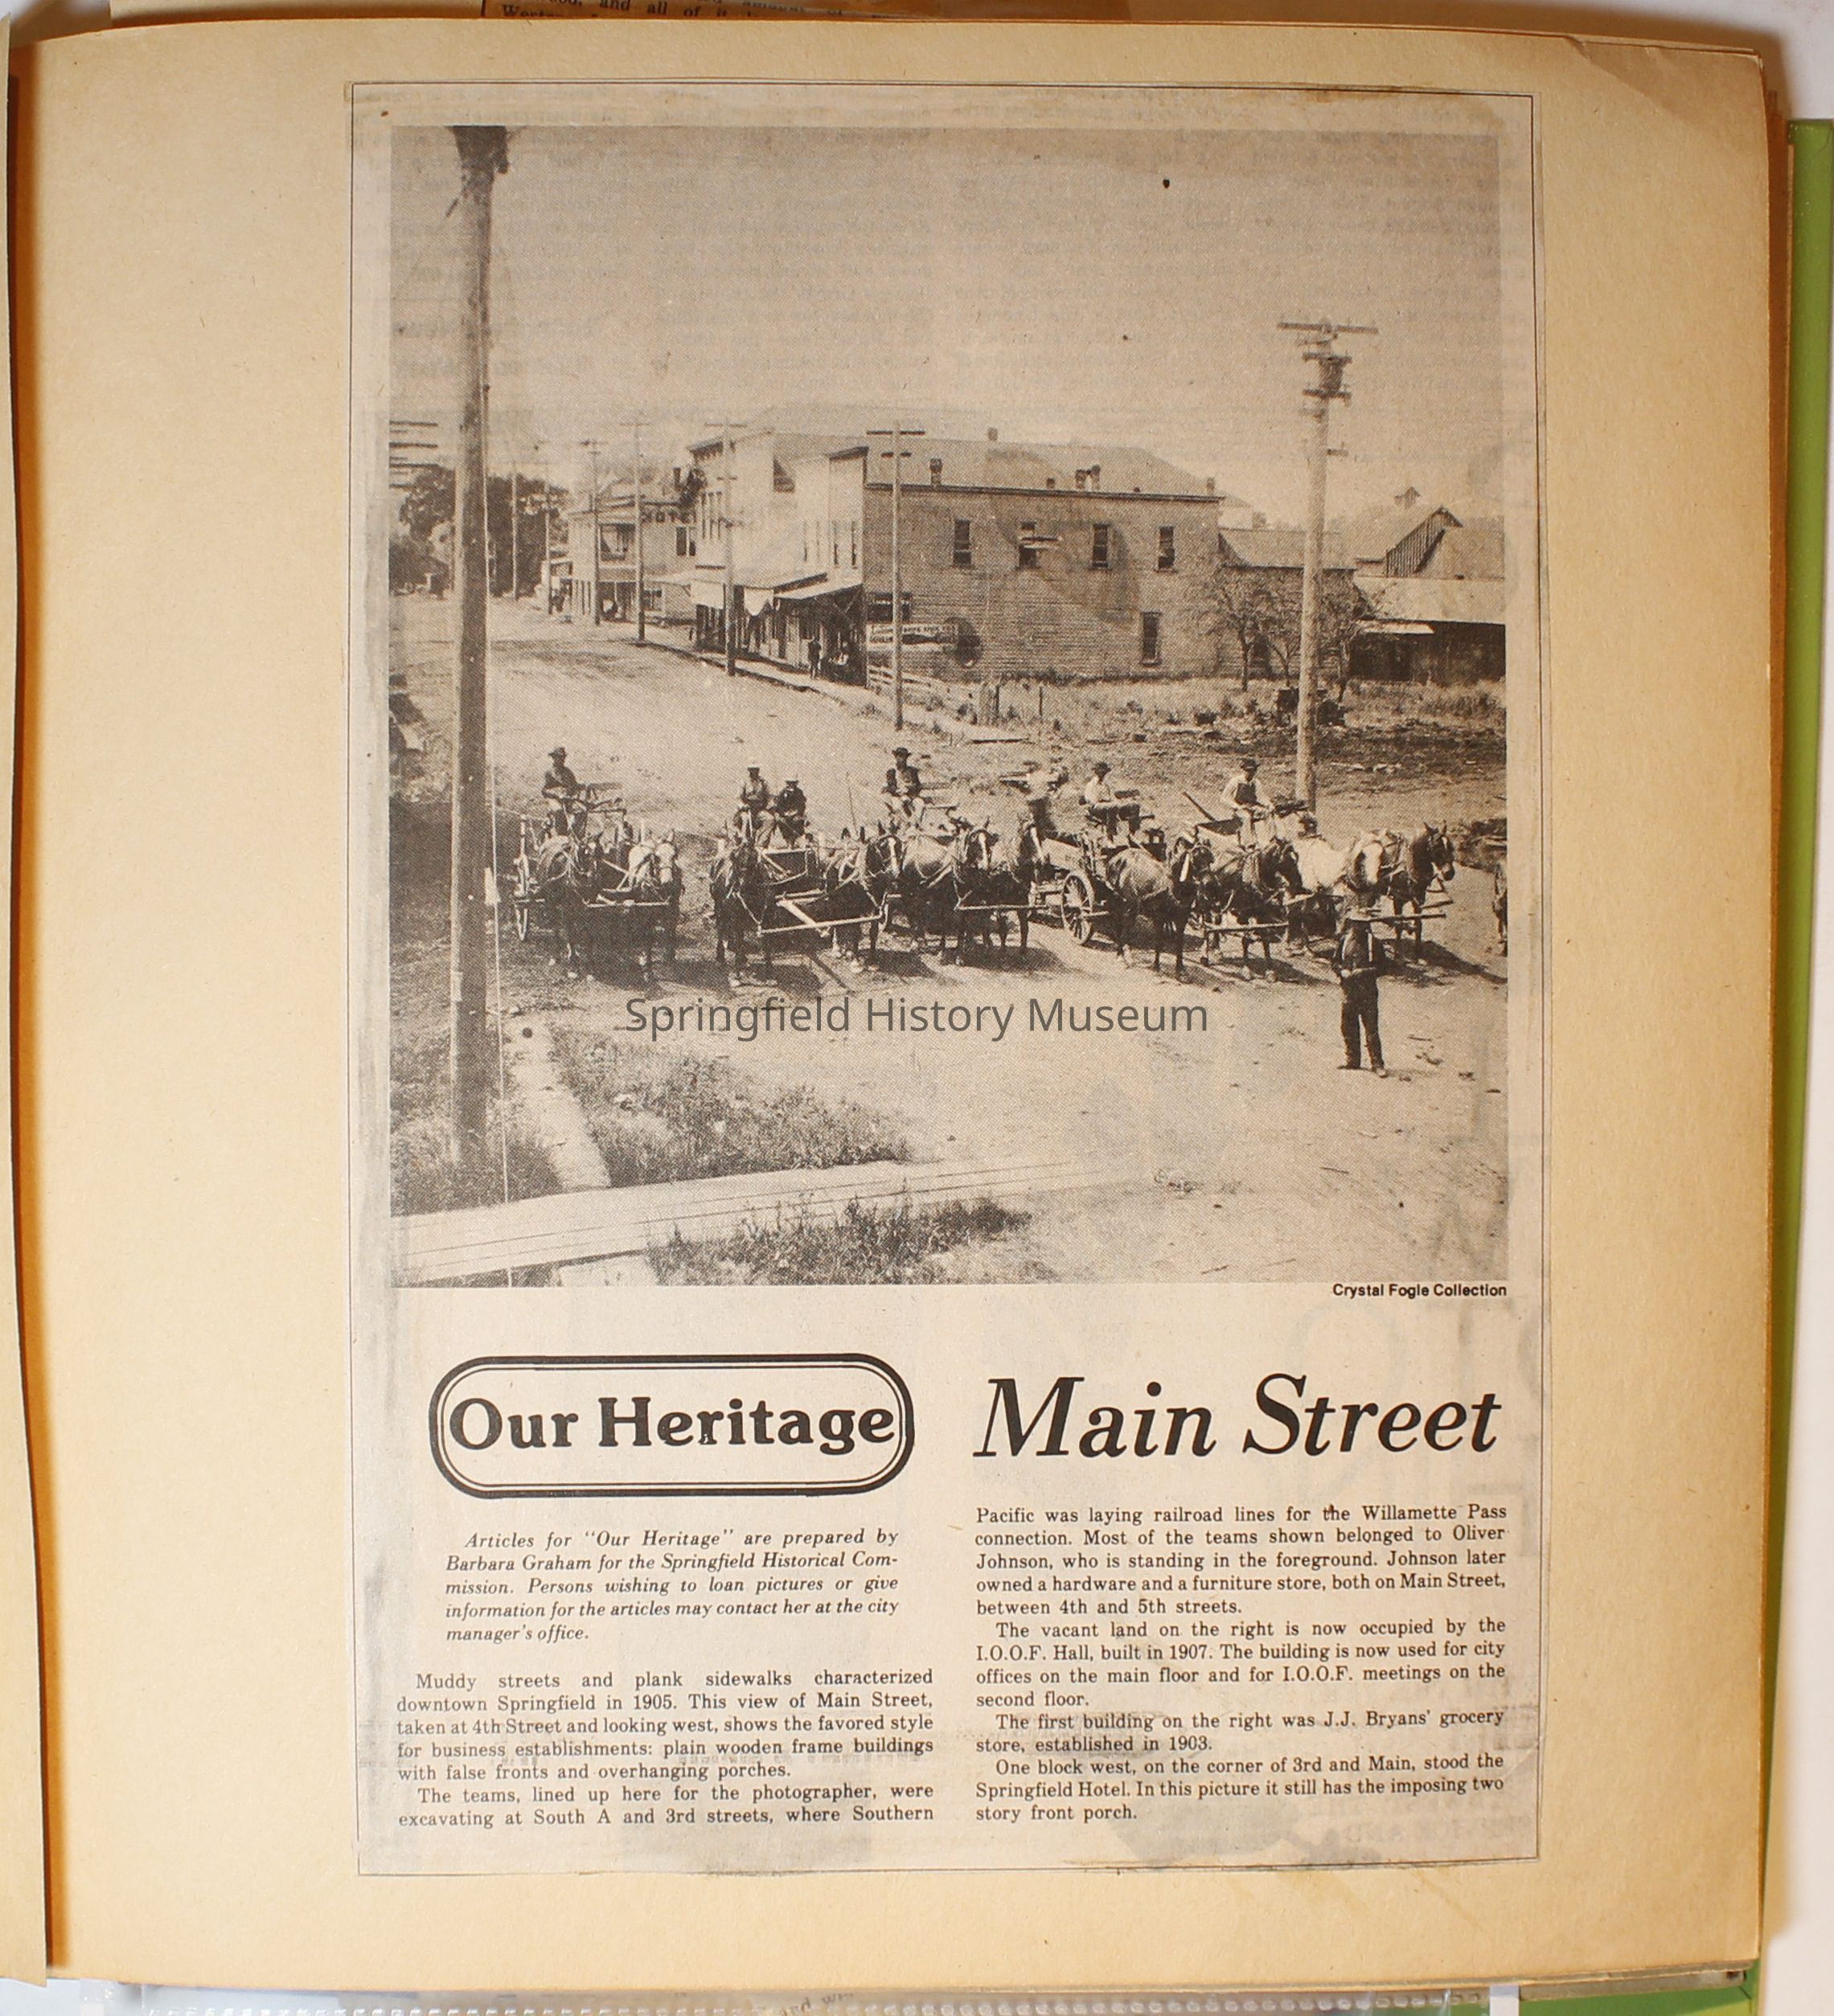 and all of it
HOTEL
Springfield History Museum
Crystal Fogle Collection
Our Heritage
Main Street
Articles for "Our Heritage" are prepared by
Barbara Graham for the Springfield Historical Com-
mission. Persons wishing to loan pictures or give
information for the articles may contact her at the city
manager's office.
Muddy streets and plank sidewalks characterized
downtown Springfield in 1905. This view of Main Street,
taken at 4th Street and looking west, shows the favored style
for business establishments: plain wooden frame buildings
with false fronts and overhanging porches.
The teams, lined up here for the photographer, were
excavating at South A and 3rd streets, where Southern
Pacific was laying railroad lines for the Willamette Pass
connection. Most of the teams shown belonged to Oliver
Johnson, who is standing in the foreground. Johnson later
owned a hardware and a furniture store, both on Main Street,
between 4th and 5th streets.
The vacant land on the right is now occupied by the
I.O.O.F. Hall, built in 1907. The building is now used for city
offices on the main floor and for I.O.O.F. meetings on the
second floor.
The first building on the right was J.J. Bryans' grocery
store, established in 1903.
One block west, on the corner of 3rd and Main, stood the
Springfield Hotel. In this picture it still has the imposing two
story front porch.